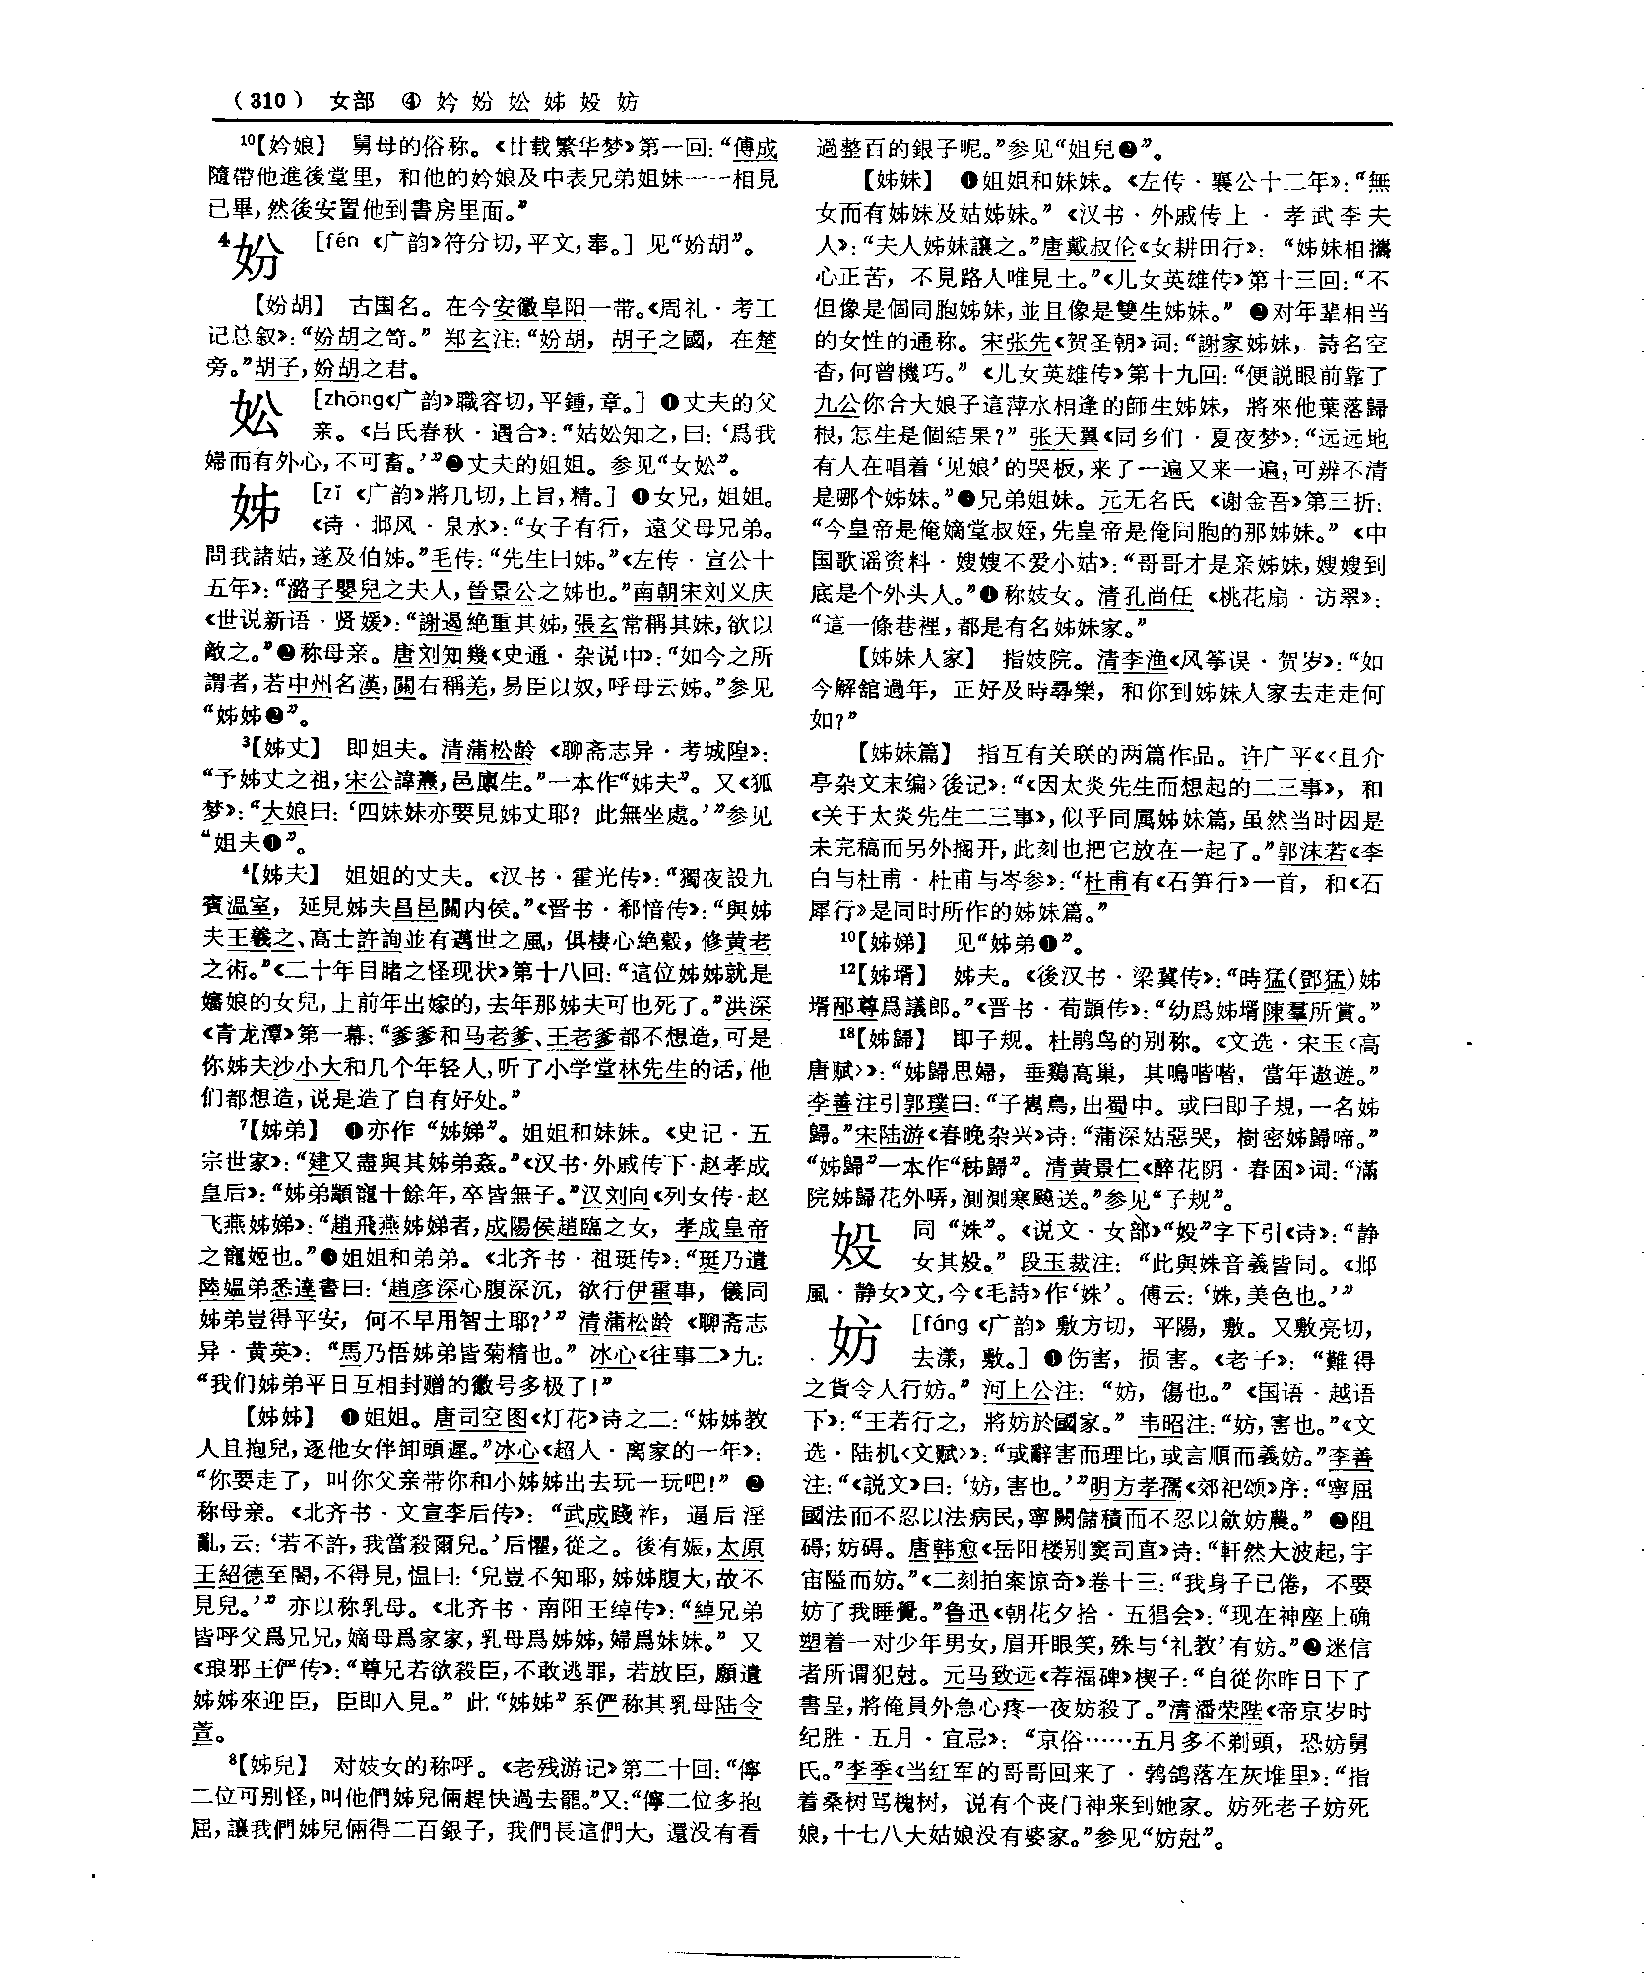 （310） 女部 ④ 妗 妢 妐 姊 㚫 妨
¹⁰【妗娘】 舅母的俗称。《廿载繁华梦》第一回：“傅成
隨帶他進後堂里，和他的妗娘及中表兄弟姐妹一一相見
已畢，然後安置他到書房里面。”
⁴妢 ［fén 《广韵》符分切，平文，奉。］ 见“妢胡”。
【妢胡】 古国名。在今安徽阜阳一带。《周礼·考工
记总叙》：“妢胡之笴。” 郑玄注：“妢胡，胡子之國，在楚
旁。”胡子，妢胡之君。
妐 ［zhōng《广韵》職容切，平鍾，章。］ ❶丈夫的父
亲。《吕氏春秋·遇合》：“姑妐知之，曰：‘爲我
婦而有外心，不可畜。’”❷丈夫的姐姐。参见“女妐”。
姊 ［zǐ 《广韵》將几切，上旨，精。］ ❶女兄，姐姐。
《诗·邶风·泉水》：“女子有行，遠父母兄弟。
問我諸姑，遂及伯姊。”毛传：“先生曰姊。”《左传·宣公十
五年》：“潞子嬰兒之夫人，晉景公之姊也。”南朝宋刘义庆
《世说新语·贤媛》：“謝遏絶重其姊，張玄常稱其妹，欲以
敵之。”❷称母亲。唐刘知幾《史通·杂说中》：“如今之所
謂者，若中州名漢，關右稱羌，易臣以奴，呼母云姊。”参见
“姊姊❷”。
³【姊丈】 即姐夫。清蒲松龄《聊斋志异·考城隍》：
“予姊丈之祖，宋公諱燾，邑廩生。”一本作“姊夫”。又《狐
梦》：“大娘曰：‘四妹妹亦要見姊丈耶？此無坐處。’”参见
“姐夫❶”。
⁴【姊夫】 姐姐的丈夫。《汉书·霍光传》：“獨夜設九
賓温室，延見姊夫昌邑關内侯。”《晋书·郗愔传》：“與姊
夫王羲之、高士許詢並有邁世之風，俱棲心絶穀，修黄老
之術。”《二十年目睹之怪现状》第十八回：“這位姊姊就是
嬸娘的女兒，上前年出嫁的，去年那姊夫可也死了。”洪深
《青龙潭》第一幕：“爹爹和马老爹、王老爹都不想造，可是
你姊夫沙小大和几个年轻人，听了小学堂林先生的话，他
们都想造，说是造了自有好处。”
⁷【姊弟】 ❶亦作“姊娣”。姐姐和妹妹。《史记·五
宗世家》：“建又盡與其姊弟姦。”《汉书·外戚传下·赵孝成
皇后》：“姊弟顓寵十餘年，卒皆無子。”汉刘向《列女传·赵
飞燕姊娣》：“趙飛燕姊娣者，成陽侯趙臨之女，孝成皇帝
之寵姬也。”❷姐姐和弟弟。《北齐书·祖珽传》：“珽乃遣
陸媪弟悉達書曰：‘趙彦深心腹深沉，欲行伊霍事，儀同
姊弟豈得平安，何不早用智士耶？’” 清蒲松龄《聊斋志
异·黄英》：“馬乃悟姊弟皆菊精也。” 冰心《往事二》九：
“我们姊弟平日互相封赠的徽号多极了！”
【姊姊】 ❶姐姐。唐司空图《灯花》诗之二：“姊姊教
人且抱兒，逐他女伴卸頭遲。”冰心《超人·离家的一年》：
“你要走了，叫你父亲带你和小姊姊出去玩一玩吧！” ❷
称母亲。《北齐书·文宣李后传》：“武成踐祚，逼后淫
亂，云：‘若不許，我當殺爾兒。’后懼，從之。後有娠，太原
王紹德至閤，不得見，愠曰：‘兒豈不知耶，姊姊腹大，故不
見兒。’” 亦以称乳母。《北齐书·南阳王绰传》：“綽兄弟
皆呼父爲兄兄，嫡母爲家家，乳母爲姊姊，婦爲妹妹。” 又
《琅邪王俨传》：“尊兄若欲殺臣，不敢逃罪，若放臣，願遣
姊姊來迎臣，臣即入見。” 此“姊姊”系俨称其乳母陆令
萱。
⁸【姊兒】 对妓女的称呼。《老残游记》第二十回：“儜
二位可别怪，叫他們姊兒倆趕快過去罷。”又：“儜二位多抱
屈，讓我們姊兒倆得二百銀子，我們長這們大，還没有看
過整百的銀子呢。”参见“姐兒❷”。
【姊妹】 ❶姐姐和妹妹。《左传·襄公十二年》：“無
女而有姊妹及姑姊妹。”《汉书·外戚传上·孝武李夫
人》：“夫人姊妹讓之。”唐戴叔伦《女耕田行》：“姊妹相攜
心正苦，不見路人唯見土。”《儿女英雄传》第十三回：“不
但像是個同胞姊妹，並且像是雙生姊妹。” ❷对年辈相当
的女性的通称。宋张先《贺圣朝》词：“謝家姊妹，詩名空
杳，何曾機巧。”《儿女英雄传》第十九回：“便説眼前靠了
九公你合大娘子這萍水相逢的師生姊妹，將來他葉落歸
根，怎生是個結果？” 张天翼《同乡们·夏夜梦》：“远远地
有人在唱着‘见娘’的哭板，来了一遍又来一遍，可辨不清
是哪个姊妹。”❸兄弟姐妹。元无名氏《谢金吾》第三折：
“今皇帝是俺嫡堂叔姪，先皇帝是俺同胞的那姊妹。”《中
国歌谣资料·嫂嫂不爱小姑》：“哥哥才是亲姊妹，嫂嫂到
底是个外头人。”❹称妓女。清孔尚任《桃花扇·访翠》：
“這一條巷裡，都是有名姊妹家。”
【姊妹人家】 指妓院。清李渔《风筝误·贺岁》：“如
今解館過年，正好及時尋樂，和你到姊妹人家去走走何
如？”
【姊妹篇】 指互有关联的两篇作品。许广平《〈且介
亭杂文末编〉後记》：“《因太炎先生而想起的二三事》，和
《关于太炎先生二三事》，似乎同属姊妹篇，虽然当时因是
未完稿而另外搁开，此刻也把它放在一起了。”郭沫若《李
白与杜甫·杜甫与岑参》：“杜甫有《石笋行》一首，和《石
犀行》是同时所作的姊妹篇。”
¹⁰【姊娣】 见“姊弟❶”。
¹²【姊壻】 姊夫。《後汉书·梁冀传》：“時猛（鄧猛）姊
壻邴尊爲議郎。”《晋书·荀顗传》：“幼爲姊壻陳羣所賞。”
¹⁸【姊歸】 即子规。杜鹃鸟的别称。《文选·宋玉〈高
唐赋〉》：“姊歸思婦，垂鷄高巢，其鳴喈喈，當年遨遊。”
李善注引郭璞曰：“子巂鳥，出蜀中。或曰即子規，一名姊
歸。”宋陆游《春晚杂兴》诗：“蒲深姑惡哭，樹密姊歸啼。”
“姊歸”一本作“秭歸”。清黄景仁《醉花阴·春困》词：“滿
院姊歸花外哢，測測寒颸送。”参见“子规”。
㚫 同“姝”。《说文·女部》“㚫”字下引《诗》：“静
女其㚫。” 段玉裁注：“此與姝音義皆同。《邶
風·静女》文，今《毛詩》作‘姝’。傅云：‘姝，美色也。’”
妨 ［fáng《广韵》敷方切，平陽，敷。又敷亮切，
去漾，敷。］ ❶伤害，损害。《老子》：“難得
之貨令人行妨。” 河上公注：“妨，傷也。”《国语·越语
下》：“王若行之，將妨於國家。” 韦昭注：“妨，害也。”《文
选·陆机〈文赋〉》：“或辭害而理比，或言順而義妨。”李善
注：“《説文》曰：‘妨，害也。’”明方孝孺《郊祀颂》序：“寧屈
國法而不忍以法病民，寧闕儲積而不忍以斂妨農。” ❷阻
碍；妨碍。唐韩愈《岳阳楼别窦司直》诗：“軒然大波起，宇
宙隘而妨。”《二刻拍案惊奇》卷十三：“我身子已倦，不要
妨了我睡覺。”鲁迅《朝花夕拾·五猖会》：“现在神座上确
塑着一对少年男女，眉开眼笑，殊与‘礼教’有妨。”❸迷信
者所谓犯尅。元马致远《荐福碑》楔子：“自從你昨日下了
書呈，將俺員外急心疼一夜妨殺了。”清潘荣陛《帝京岁时
纪胜·五月·宜忌》：“京俗……五月多不剃頭，恐妨舅
氏。”李季《当红军的哥哥回来了·鹁鸽落在灰堆里》：“指
着桑树骂槐树，说有个丧门神来到她家。妨死老子妨死
娘，十七八大姑娘没有婆家。”参见“妨尅”。